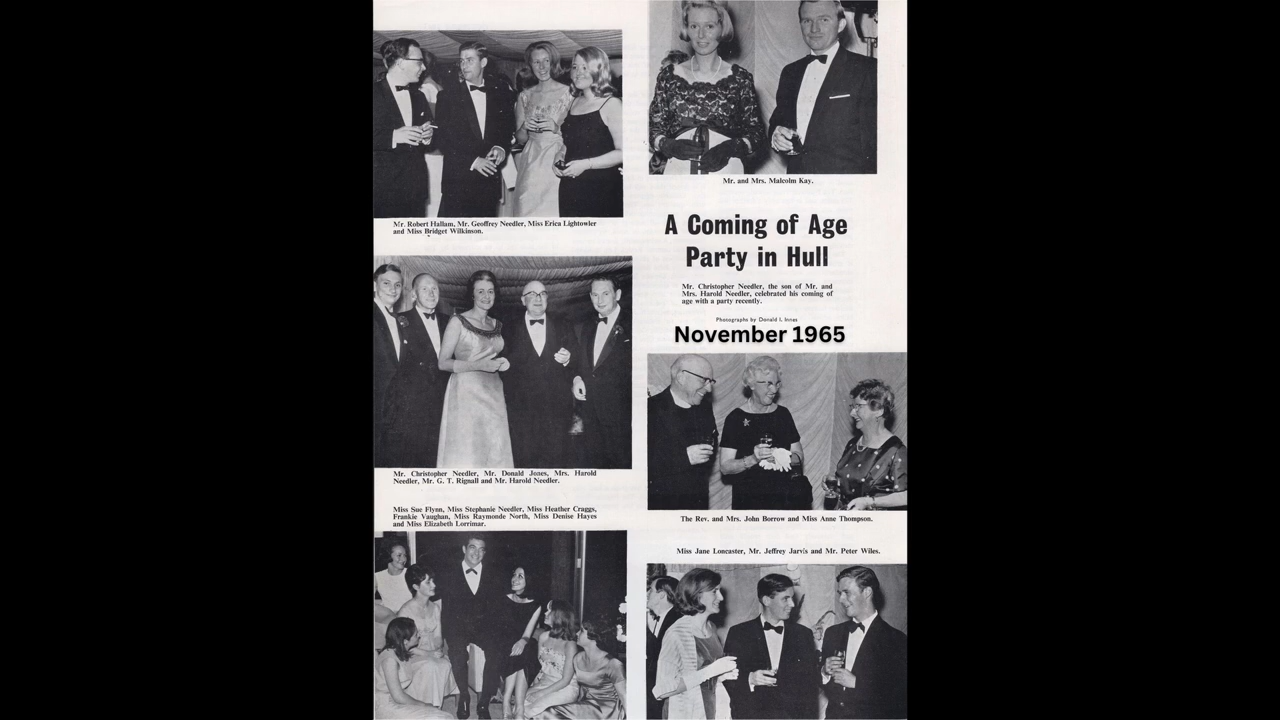 Mr. Robert Hallam, Mr. Geoffrey Needler, Miss Erica Lightowler
and Miss Bridget Wilkinson.
Mr. Christopher Needler, Mr. Donald Jones, Mrs. Harold
Needler, Mr. G. T. Rignall and Mr. Harold Needler.
Miss Sue Flynn, Miss Stephanie Needler, Miss Heather Craggs,
Frankie Vaughan, Miss Raymonde North, Miss Denise Hayes
and Miss Elizabeth Lorrimar.
Mr. and Mrs. Malcolm Kay.
A Coming of Age
Party in Hull
Mr. Christopher Needler, the son of Mr. and
Mrs. Harold Needler, celebrated his coming of
age with a party recently.
Photographs by Donald I. Innes
November 1965
The Rev. and Mrs. John Borrow and Miss Anne Thompson.
Miss Jane Loncaster, Mr. Jeffrey Jarvis and Mr. Peter Wiles.